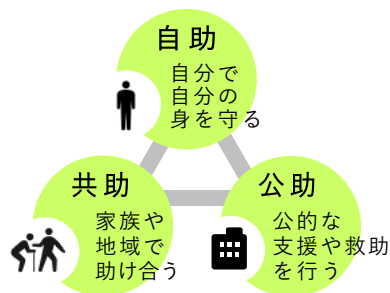 自助
自分で
自分の
身を守る
共助
家族や
地域で
助け合う
公助
公的な
支援や救助
を行う